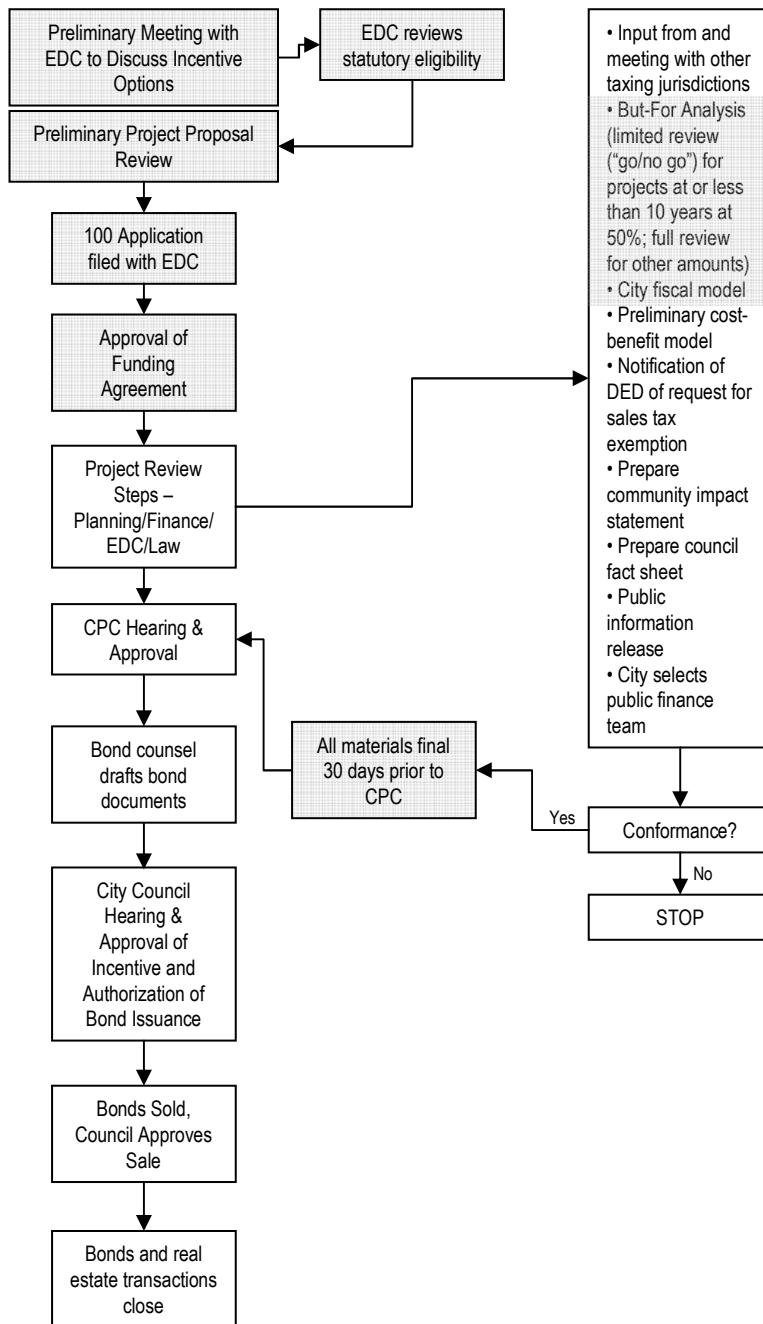 Preliminary Meeting with
EDC to Discuss Incentive
Options
EDC reviews
statutory eligibility
Preliminary Project Proposal
Review
100 Application
filed with EDC
Approval of
Funding
Agreement
Project Review
Steps –
Planning/Finance/
EDC/Law
• Input from and
meeting with other
taxing jurisdictions
• But-For Analysis
(limited review
(“go/no go”) for
projects at or less
than 10 years at
50%; full review
for other amounts)
• City fiscal model
• Preliminary cost-
benefit model
• Notification of
DED of request for
sales tax
exemption
• Prepare
community impact
statement
• Prepare council
fact sheet
• Public
information
release
• City selects
public finance
team
Conformance?
Yes
No
STOP
All materials final
30 days prior to
CPC
CPC Hearing &
Approval
Bond counsel
drafts bond
documents
City Council
Hearing &
Approval of
Incentive and
Authorization of
Bond Issuance
Bonds Sold,
Council Approves
Sale
Bonds and real
estate transactions
close